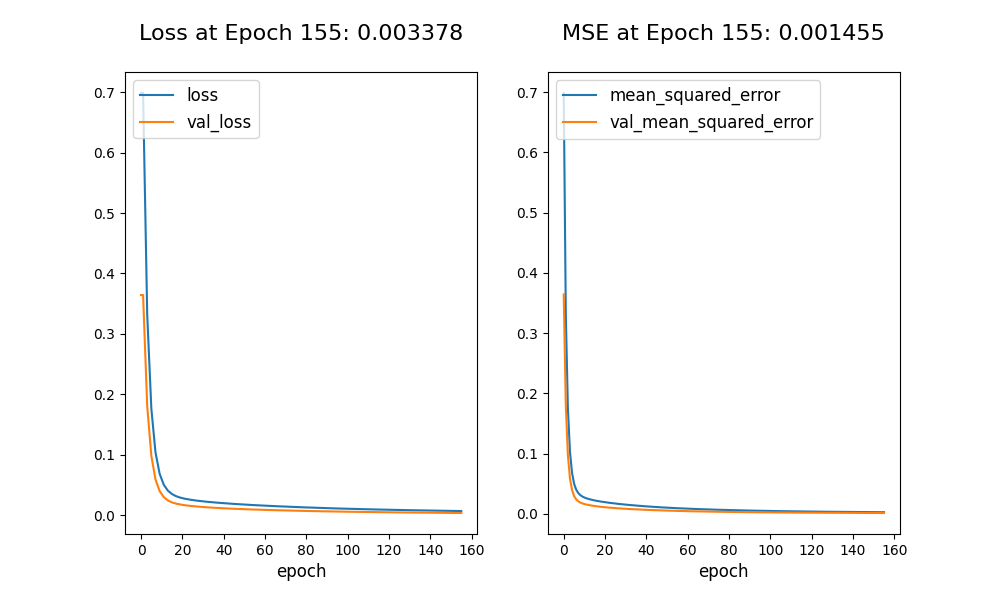 Loss at Epoch 155: 0.003378
loss
val_loss
0.7
0.6
0.5
0.4
0.3
0.2
0.1
0.0
0 20 40 60 80 100 120 140 160
epoch
MSE at Epoch 155: 0.001455
mean_squared_error
val_mean_squared_error
0.7
0.6
0.5
0.4
0.3
0.2
0.1
0.0
0 20 40 60 80 100 120 140 160
epoch